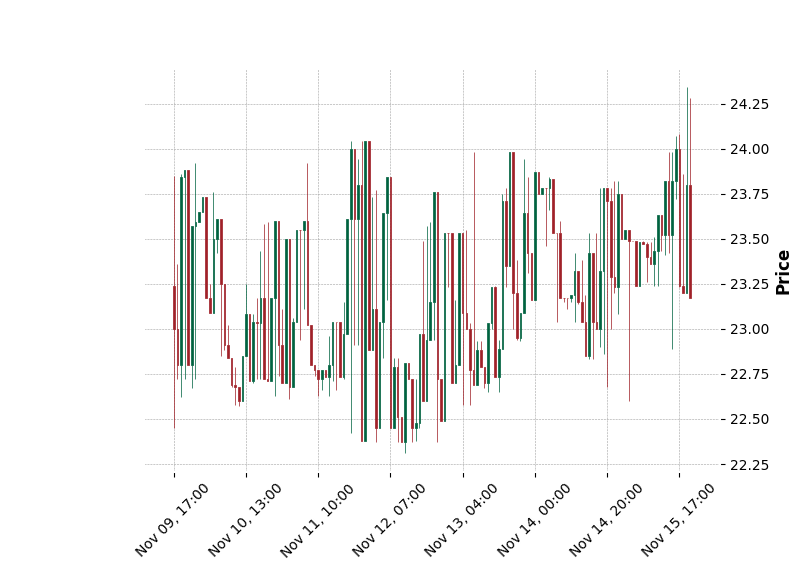 24.25
24.00
23.75
23.50
23.25
23.00
22.75
22.50
22.25
Price
Nov 09, 17:00
Nov 10, 13:00
Nov 11, 10:00
Nov 12, 07:00
Nov 13, 04:00
Nov 14, 00:00
Nov 14, 20:00
Nov 15, 17:00